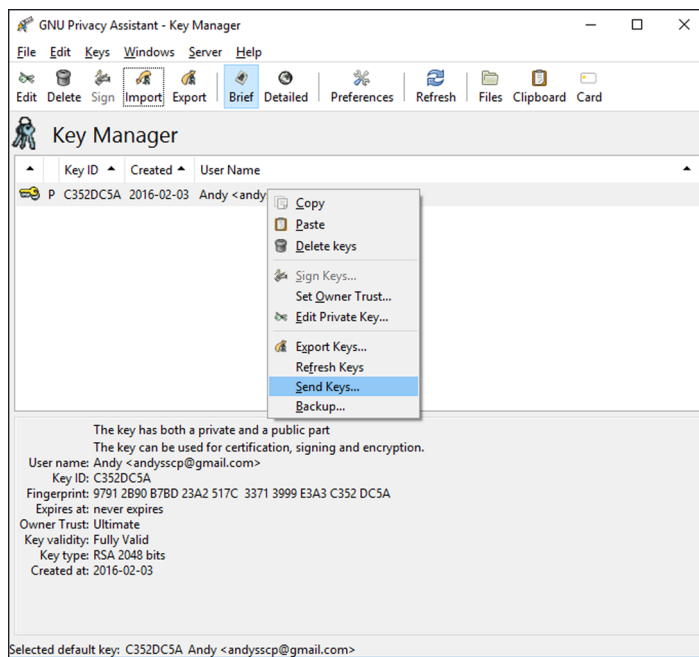 GNU Privacy Assistant - Key Manager
File Edit Keys Windows Server Help
Edit Delete Sign Import Export Brief Detailed Preferences Refresh Files Clipboard Card
Key Manager
Key ID Created User Name
P C352DC5A 2016-02-03 Andy <andy
Copy
Paste
Delete keys
Sign Keys...
Set Owner Trust...
Edit Private Key...
Export Keys...
Refresh Keys
Send Keys...
Backup...
The key has both a private and a public part
The key can be used for certification, signing and encryption.
User name: Andy <andysscp@gmail.com>
Key ID: C352DC5A
Fingerprint: 9791 2B90 B7BD 23A2 517C 3371 3999 E3A3 C352 DC5A
Expires at: never expires
Owner Trust: Ultimate
Key validity: Fully Valid
Key type: RSA 2048 bits
Created at: 2016-02-03
Selected default key: C352DC5A Andy <andysscp@gmail.com>